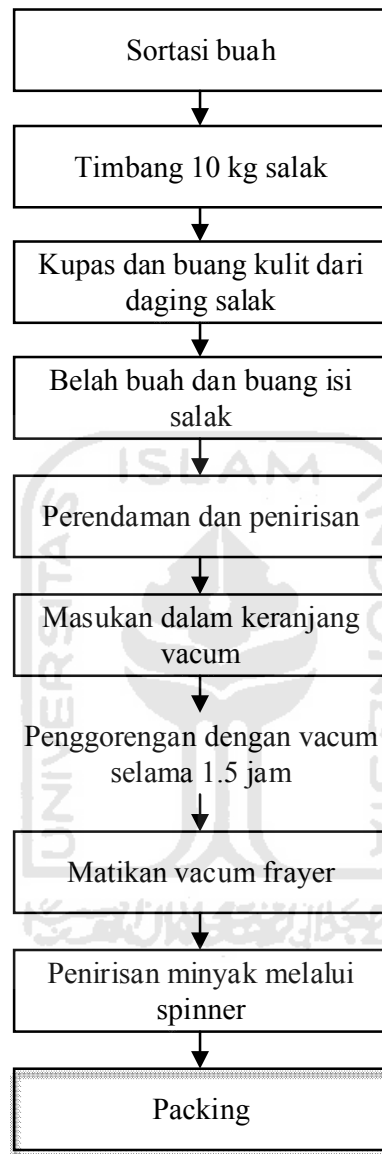 Sortasi buah
Timbang 10 kg salak
Kupas dan buang kulit dari
daging salak
Belah buah dan buang isi
salak
ISLAM
UNIVERSITAS
Perendaman dan penirisan
Masukan dalam keranjang
vacum
Penggorengan dengan vacum
selama 1.5 jam
Matikan vacum frayer
Penirisan minyak melalui
spinner
Packing